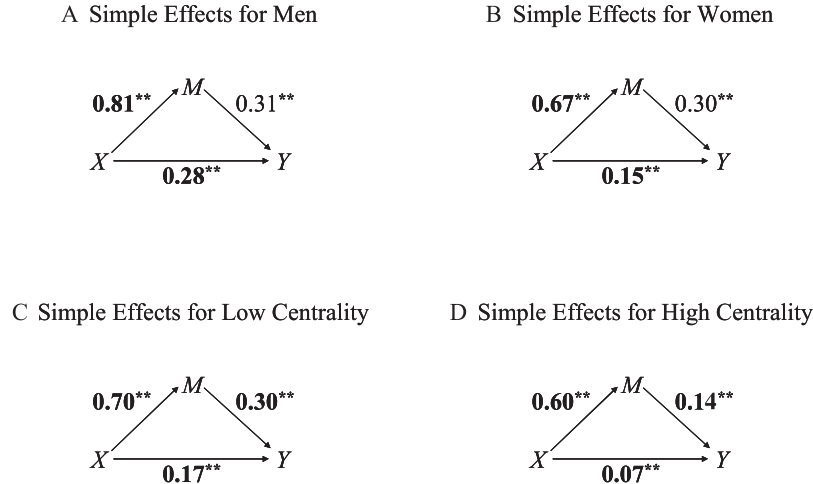 A Simple Effects for Men
M
0.81** 0.31**
X Y
0.28**
B Simple Effects for Women
M
0.67** 0.30**
X Y
0.15**
C Simple Effects for Low Centrality
M
0.70** 0.30**
X Y
0.17**
D Simple Effects for High Centrality
M
0.60** 0.14**
X Y
0.07**